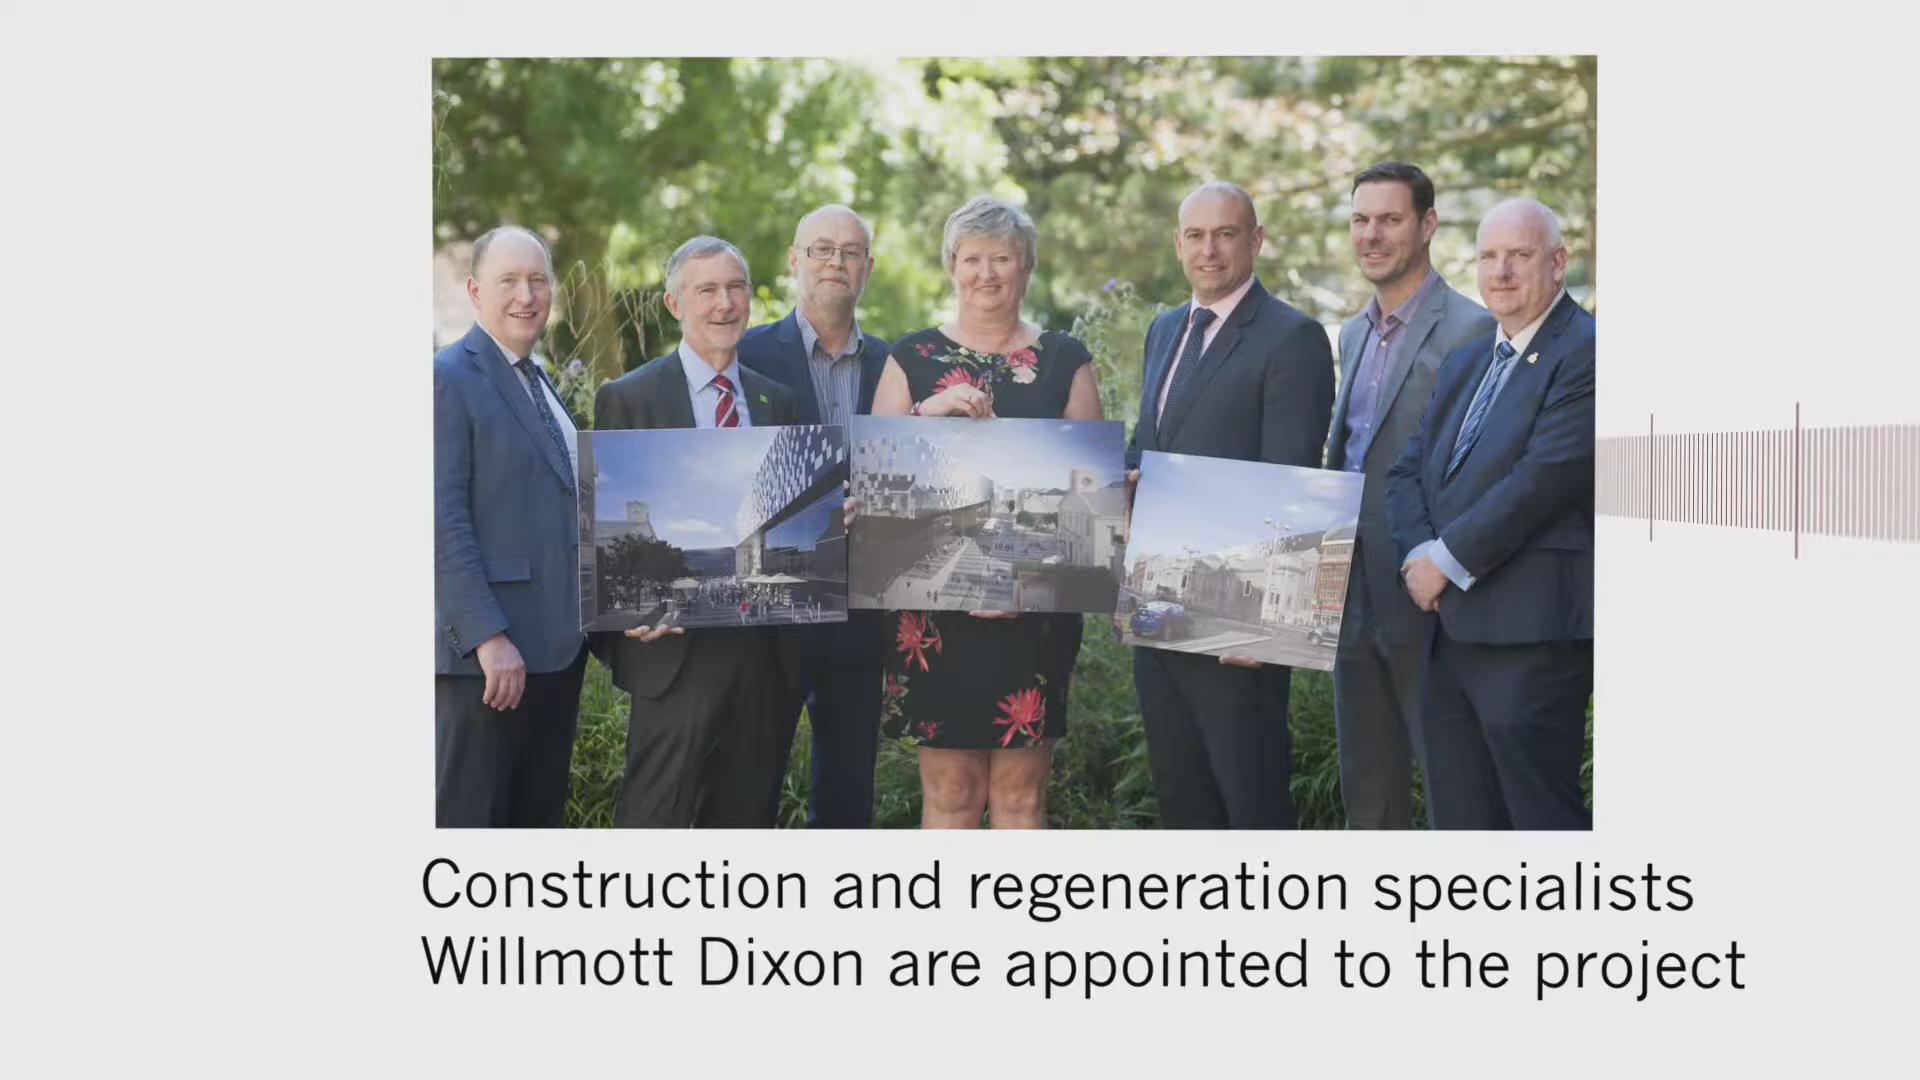 Construction and regeneration specialists
Willmott Dixon are appointed to the project